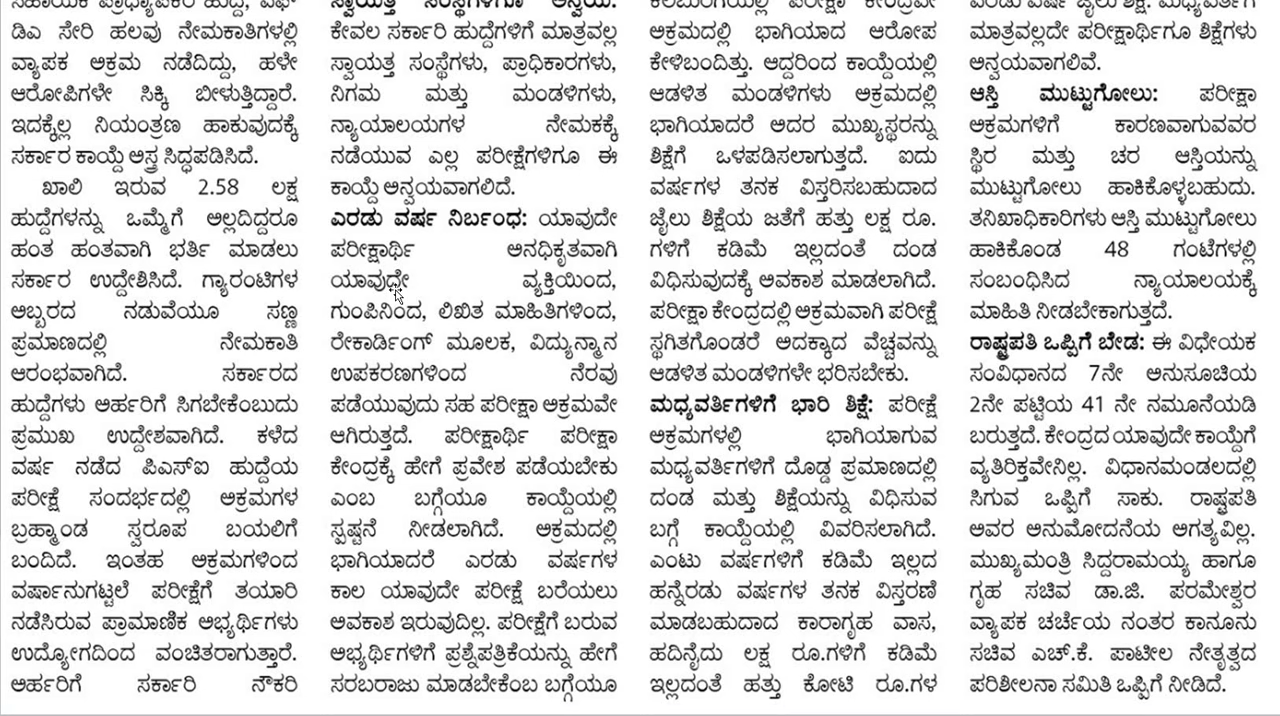 ಸಹಾಯಕ ಪ್ರಾಧ್ಯಾಪಕರ ಹುದ್ದೆ, ಎಫ್
ಡಿಎ ಸೇರಿ ಹಲವು ನೇಮಕಾತಿಗಳಲ್ಲಿ
ವ್ಯಾಪಕ ಅಕ್ರಮ ನಡೆದಿದ್ದು, ಹಳೇ
ಆರೋಪಿಗಳೇ ಸಿಕ್ಕಿ ಬೀಳುತ್ತಿದ್ದಾರೆ.
ಇದಕ್ಕೆಲ್ಲ ನಿಯಂತ್ರಣ ಹಾಕುವುದಕ್ಕೆ
ಸರ್ಕಾರ ಕಾಯ್ದೆ ಅಸ್ತ್ರ ಸಿದ್ಧಪಡಿಸಿದೆ.
ಖಾಲಿ ಇರುವ 2.58 ಲಕ್ಷ
ಹುದ್ದೆಗಳನ್ನು ಒಮ್ಮೆಗೆ ಅಲ್ಲದಿದ್ದರೂ
ಹಂತ ಹಂತವಾಗಿ ಭರ್ತಿ ಮಾಡಲು
ಸರ್ಕಾರ ಉದ್ದೇಶಿಸಿದೆ. ಗ್ಯಾರಂಟಿಗಳ
ಅಬ್ಬರದ ನಡುವೆಯೂ ಸಣ್ಣ
ಪ್ರಮಾಣದಲ್ಲಿ ನೇಮಕಾತಿ
ಆರಂಭವಾಗಿದೆ. ಸರ್ಕಾರದ
ಹುದ್ದೆಗಳು ಅರ್ಹರಿಗೆ ಸಿಗಬೇಕೆಂಬುದು
ಪ್ರಮುಖ ಉದ್ದೇಶವಾಗಿದೆ. ಕಳೆದ
ವರ್ಷ ನಡೆದ ಪಿಎಸ್‌ಐ ಹುದ್ದೆಯ
ಪರೀಕ್ಷೆ ಸಂದರ್ಭದಲ್ಲಿ ಅಕ್ರಮಗಳ
ಬ್ರಹ್ಮಾಂಡ ಸ್ವರೂಪ ಬಯಲಿಗೆ
ಬಂದಿದೆ. ಇಂತಹ ಅಕ್ರಮಗಳಿಂದ
ವರ್ಷಾನುಗಟ್ಟಲೆ ಪರೀಕ್ಷೆಗೆ ತಯಾರಿ
ನಡೆಸಿರುವ ಪ್ರಾಮಾಣಿಕ ಅಭ್ಯರ್ಥಿಗಳು
ಉದ್ಯೋಗದಿಂದ ವಂಚಿತರಾಗುತ್ತಾರೆ.
ಅರ್ಹರಿಗೆ ಸರ್ಕಾರಿ ನೌಕರಿ
ಸ್ವಾಯತ್ತ ಸಂಸ್ಥೆಗಳಿಗೂ ಅನ್ವಯ:
ಕೇವಲ ಸರ್ಕಾರಿ ಹುದ್ದೆಗಳಿಗೆ ಮಾತ್ರವಲ್ಲ
ಸ್ವಾಯತ್ತ ಸಂಸ್ಥೆಗಳು, ಪ್ರಾಧಿಕಾರಗಳು,
ನಿಗಮ ಮತ್ತು ಮಂಡಳಿಗಳು,
ನ್ಯಾಯಾಲಯಗಳ ನೇಮಕಕ್ಕೆ
ನಡೆಯುವ ಎಲ್ಲ ಪರೀಕ್ಷೆಗಳಿಗೂ ಈ
ಕಾಯ್ದೆ ಅನ್ವಯವಾಗಲಿದೆ.
ಎರಡು ವರ್ಷ ನಿರ್ಬಂಧ: ಯಾವುದೇ
ಪರೀಕ್ಷಾರ್ಥಿ ಅನಧಿಕೃತವಾಗಿ
ಯಾವುದೇ ವ್ಯಕ್ತಿಯಿಂದ,
ಗುಂಪಿನಿಂದ, ಲಿಖಿತ ಮಾಹಿತಿಗಳಿಂದ,
ರೇಕಾರ್ಡಿಂಗ್ ಮೂಲಕ, ವಿದ್ಯುನ್ಮಾನ
ಉಪಕರಣಗಳಿಂದ ನೆರವು
ಪಡೆಯುವುದು ಸಹ ಪರೀಕ್ಷಾ ಅಕ್ರಮವೇ
ಆಗಿರುತ್ತದೆ. ಪರೀಕ್ಷಾರ್ಥಿ ಪರೀಕ್ಷಾ
ಕೇಂದ್ರಕ್ಕೆ ಹೇಗೆ ಪ್ರವೇಶ ಪಡೆಯಬೇಕು
ಎಂಬ ಬಗ್ಗೆಯೂ ಕಾಯ್ದೆಯಲ್ಲಿ
ಸ್ಪಷ್ಟನೆ ನೀಡಲಾಗಿದೆ. ಅಕ್ರಮದಲ್ಲಿ
ಭಾಗಿಯಾದರೆ ಎರಡು ವರ್ಷಗಳ
ಕಾಲ ಯಾವುದೇ ಪರೀಕ್ಷೆ ಬರೆಯಲು
ಅವಕಾಶ ಇರುವುದಿಲ್ಲ. ಪರೀಕ್ಷೆಗೆ ಬರುವ
ಅಭ್ಯರ್ಥಿಗಳಿಗೆ ಪ್ರಶ್ನೆಪತ್ರಿಕೆಯನ್ನು ಹೇಗೆ
ಸರಬರಾಜು ಮಾಡಬೇಕೆಂಬ ಬಗ್ಗೆಯೂ
ಕಲಬುರಗಿಯಲ್ಲಿ ಪರೀಕ್ಷಾ ಕೇಂದ್ರವೇ
ಅಕ್ರಮದಲ್ಲಿ ಭಾಗಿಯಾದ ಆರೋಪ
ಕೇಳಿಬಂದಿತ್ತು. ಆದ್ದರಿಂದ ಕಾಯ್ದೆಯಲ್ಲಿ
ಆಡಳಿತ ಮಂಡಳಿಗಳು ಅಕ್ರಮದಲ್ಲಿ
ಭಾಗಿಯಾದರೆ ಅದರ ಮುಖ್ಯಸ್ಥರನ್ನು
ಶಿಕ್ಷೆಗೆ ಒಳಪಡಿಸಲಾಗುತ್ತದೆ. ಐದು
ವರ್ಷಗಳ ತನಕ ವಿಸ್ತರಿಸಬಹುದಾದ
ಜೈಲು ಶಿಕ್ಷೆಯ ಜತೆಗೆ ಹತ್ತು ಲಕ್ಷ ರೂ.
ಗಳಿಗೆ ಕಡಿಮೆ ಇಲ್ಲದಂತೆ ದಂಡ
ವಿಧಿಸುವುದಕ್ಕೆ ಅವಕಾಶ ಮಾಡಲಾಗಿದೆ.
ಪರೀಕ್ಷಾ ಕೇಂದ್ರದಲ್ಲಿ ಅಕ್ರಮವಾಗಿ ಪರೀಕ್ಷೆ
ಸ್ಥಗಿತಗೊಂಡರೆ ಅದಕ್ಕಾದ ವೆಚ್ಚವನ್ನು
ಆಡಳಿತ ಮಂಡಳಿಗಳೇ ಭರಿಸಬೇಕು.
ಮಧ್ಯವರ್ತಿಗಳಿಗೆ ಭಾರಿ ಶಿಕ್ಷೆ: ಪರೀಕ್ಷೆ
ಅಕ್ರಮಗಳಲ್ಲಿ ಭಾಗಿಯಾಗುವ
ಮಧ್ಯವರ್ತಿಗಳಿಗೆ ದೊಡ್ಡ ಪ್ರಮಾಣದಲ್ಲಿ
ದಂಡ ಮತ್ತು ಶಿಕ್ಷೆಯನ್ನು ವಿಧಿಸುವ
ಬಗ್ಗೆ ಕಾಯ್ದೆಯಲ್ಲಿ ವಿವರಿಸಲಾಗಿದೆ.
ಎಂಟು ವರ್ಷಗಳಿಗೆ ಕಡಿಮೆ ಇಲ್ಲದ
ಹನ್ನೆರಡು ವರ್ಷಗಳ ತನಕ ವಿಸ್ತರಣೆ
ಮಾಡಬಹುದಾದ ಕಾರಾಗೃಹ ವಾಸ,
ಹದಿನೈದು ಲಕ್ಷ ರೂ.ಗಳಿಗೆ ಕಡಿಮೆ
ಇಲ್ಲದಂತೆ ಹತ್ತು ಕೋಟಿ ರೂ.ಗಳ
ಎರಡು ವರ್ಷ ಜೈಲು ಶಿಕ್ಷೆ. ಮಧ್ಯವರ್ತಿಗೆ
ಮಾತ್ರವಲ್ಲದೇ ಪರೀಕ್ಷಾರ್ಥಿಗೂ ಶಿಕ್ಷೆಗಳು
ಅನ್ವಯವಾಗಲಿವೆ.
ಆಸ್ತಿ ಮುಟ್ಟುಗೋಲು: ಪರೀಕ್ಷಾ
ಅಕ್ರಮಗಳಿಗೆ ಕಾರಣವಾಗುವವರ
ಸ್ಥಿರ ಮತ್ತು ಚರ ಆಸ್ತಿಯನ್ನು
ಮುಟ್ಟುಗೋಲು ಹಾಕಿಕೊಳ್ಳಬಹುದು.
ತನಿಖಾಧಿಕಾರಿಗಳು ಆಸ್ತಿ ಮುಟ್ಟುಗೋಲು
ಹಾಕಿಕೊಂಡ 48 ಗಂಟೆಗಳಲ್ಲಿ
ಸಂಬಂಧಿಸಿದ ನ್ಯಾಯಾಲಯಕ್ಕೆ
ಮಾಹಿತಿ ನೀಡಬೇಕಾಗುತ್ತದೆ.
ರಾಷ್ಟ್ರಪತಿ ಒಪ್ಪಿಗೆ ಬೇಡ: ಈ ವಿಧೇಯಕ
ಸಂವಿಧಾನದ 7ನೇ ಅನುಸೂಚಿಯ
2ನೇ ಪಟ್ಟಿಯ 41 ನೇ ನಮೂನೆಯಡಿ
ಬರುತ್ತದೆ. ಕೇಂದ್ರದ ಯಾವುದೇ ಕಾಯ್ದೆಗೆ
ವ್ಯತಿರಿಕ್ತವೇನಿಲ್ಲ. ವಿಧಾನಮಂಡಲದಲ್ಲಿ
ಸಿಗುವ ಒಪ್ಪಿಗೆ ಸಾಕು. ರಾಷ್ಟ್ರಪತಿ
ಅವರ ಅನುಮೋದನೆಯ ಅಗತ್ಯವಿಲ್ಲ.
ಮುಖ್ಯಮಂತ್ರಿ ಸಿದ್ದರಾಮಯ್ಯ ಹಾಗೂ
ಗೃಹ ಸಚಿವ ಡಾ.ಜಿ. ಪರಮೇಶ್ವರ
ವ್ಯಾಪಕ ಚರ್ಚೆಯ ನಂತರ ಕಾನೂನು
ಸಚಿವ ಎಚ್.ಕೆ. ಪಾಟೀಲ ನೇತೃತ್ವದ
ಪರಿಶೀಲನಾ ಸಮಿತಿ ಒಪ್ಪಿಗೆ ನೀಡಿದೆ.